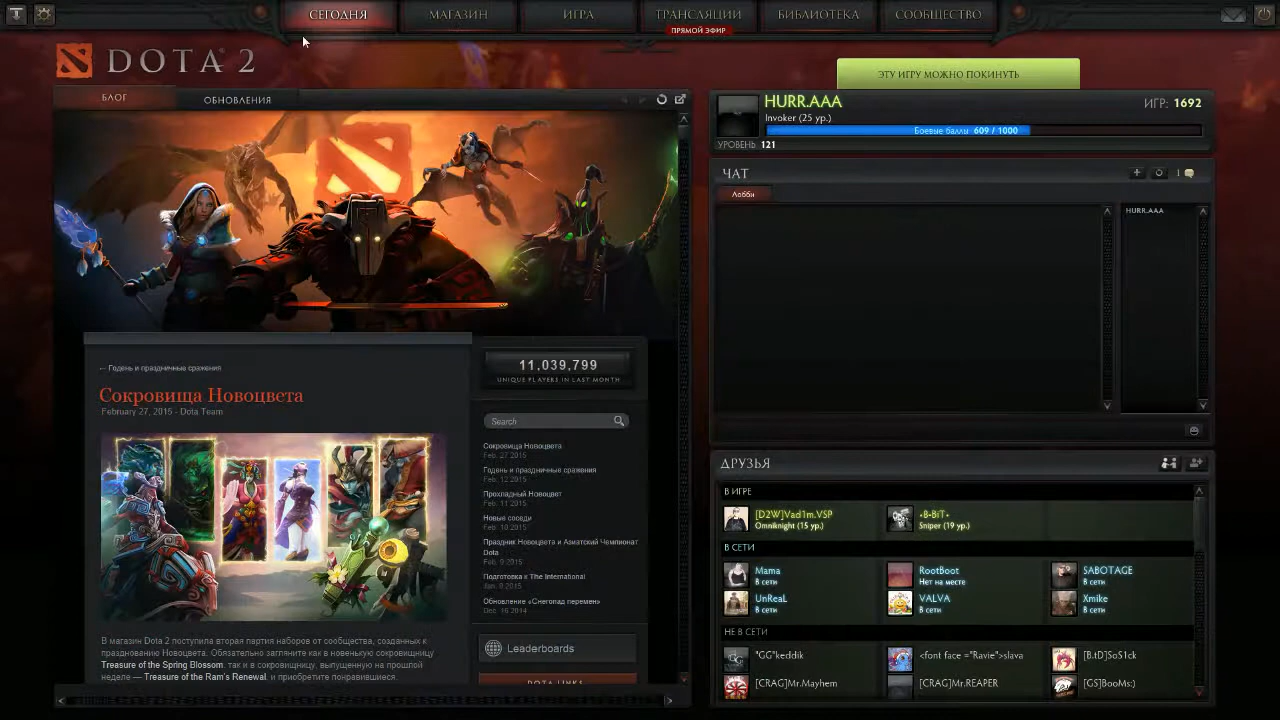 СЕГОДНЯ
МАГАЗИН
ИГРА
ТРАНСЛЯЦИИ
ПРЯМОЙ ЭФИР
БИБЛИОТЕКА
СООБЩЕСТВО
DOTA 2
БЛОГ
ОБНОВЛЕНИЯ
← Годень и праздничные сражения
Сокровища Новоцвета
February 27, 2015 - Dota Team
В магазин Dota 2 поступила вторая партия наборов от сообщества, созданных к
празднованию Новоцвета. Обязательно загляните как в новенькую сокровищницу
Treasure of the Spring Blossom, так и в сокровищницу, выпущенную на прошлой
неделе — Treasure of the Ram's Renewal, и приобретите понравившиеся.
11,039,799
UNIQUE PLAYERS IN LAST MONTH
Search
Сокровища Новоцвета
Feb. 27 2015
Годень и праздничные сражения
Feb. 12 2015
Прохладный Новоцвет
Feb. 11 2015
Новые соседи
Feb. 10 2015
Праздник Новоцвета и Азиатский Чемпионат
Dota
Feb. 9 2015
Подготовка к The International
Jan. 9 2015
Обновление «Снегопад перемен»
Dec. 16 2014
Leaderboards
DOTA LINKS
ЭТУ ИГРУ МОЖНО ПОКИНУТЬ
HURR.AAA
ИГР: 1692
Invoker (25 ур.)
Боевые баллы 609 / 1000
УРОВЕНЬ 121
ЧАТ
1
Лобби
HURR.AAA
ДРУЗЬЯ
В ИГРЕ
[D2W]Vad1m.VSP
Omniknight (15 ур.)
-B-BiT-
Sniper (19 ур.)
В СЕТИ
Mama
В сети
RootBoot
Нет на месте
SABOTAGE
В сети
UnReaL
В сети
VALVA
В сети
Xmike
В сети
НЕ В СЕТИ
"GG"keddik
<font face ="Ravie">slava
[B.tD]SoS1ck
[CRAG]Mr.Mayhem
[CRAG]Mr.REAPER
[GS]BooMs:)